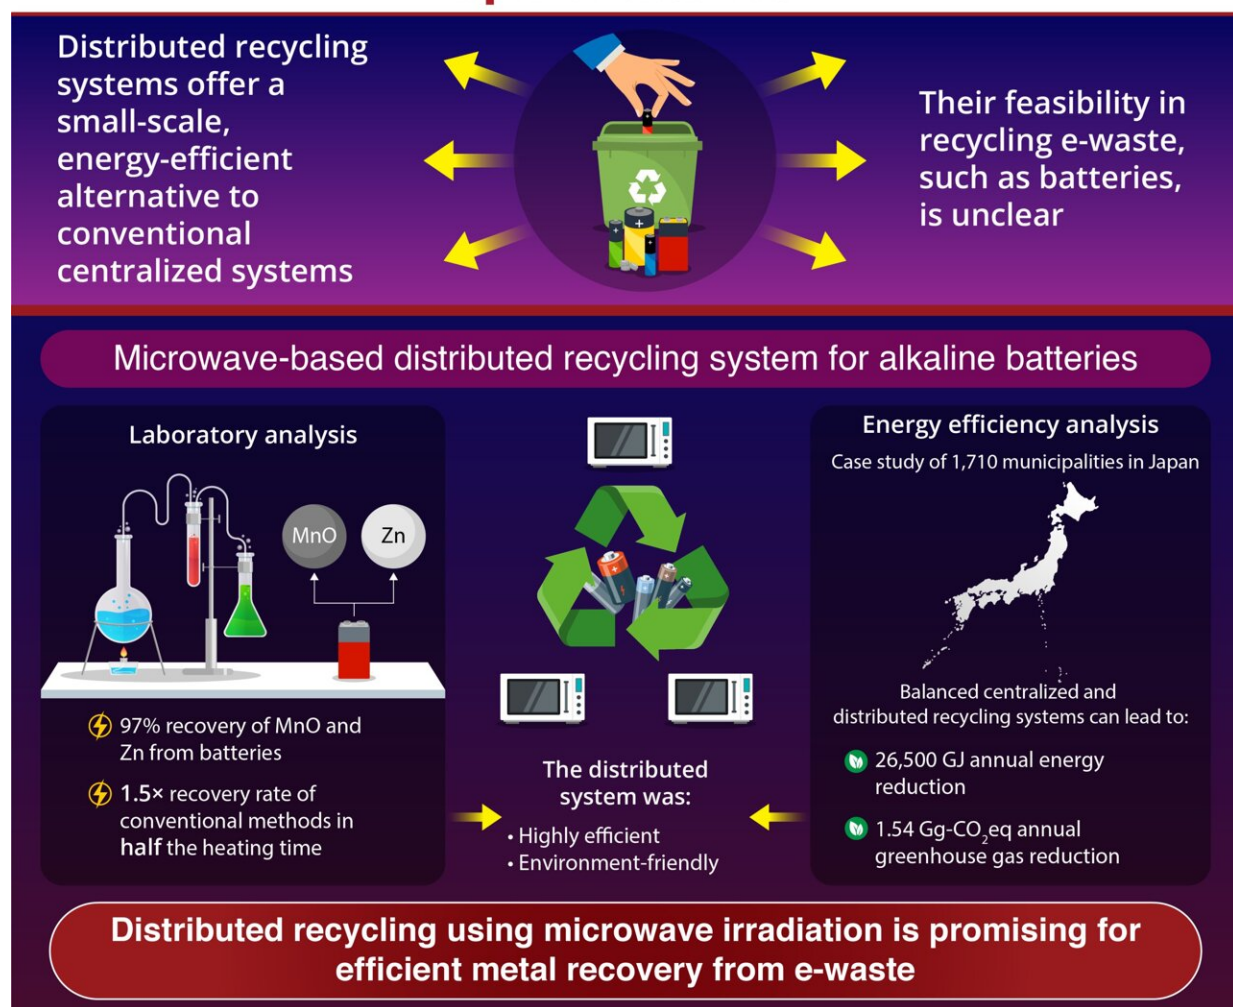 Distributed recycling
systems offer a
small-scale,
energy-efficient
alternative to
conventional
centralized systems
Their feasibility in
recycling e-waste,
such as batteries,
is unclear
Microwave-based distributed recycling system for alkaline batteries
Laboratory analysis
MnO
Zn
97% recovery of MnO and
Zn from batteries
1.5× recovery rate of
conventional methods in
half the heating time
The distributed
system was:
• Highly efficient
• Environment-friendly
Energy efficiency analysis
Case study of 1,710 municipalities in Japan
Balanced centralized and
distributed recycling systems can lead to:
26,500 GJ annual energy
reduction
1.54 Gg-CO₂eq annual
greenhouse gas reduction
Distributed recycling using microwave irradiation is promising for
efficient metal recovery from e-waste